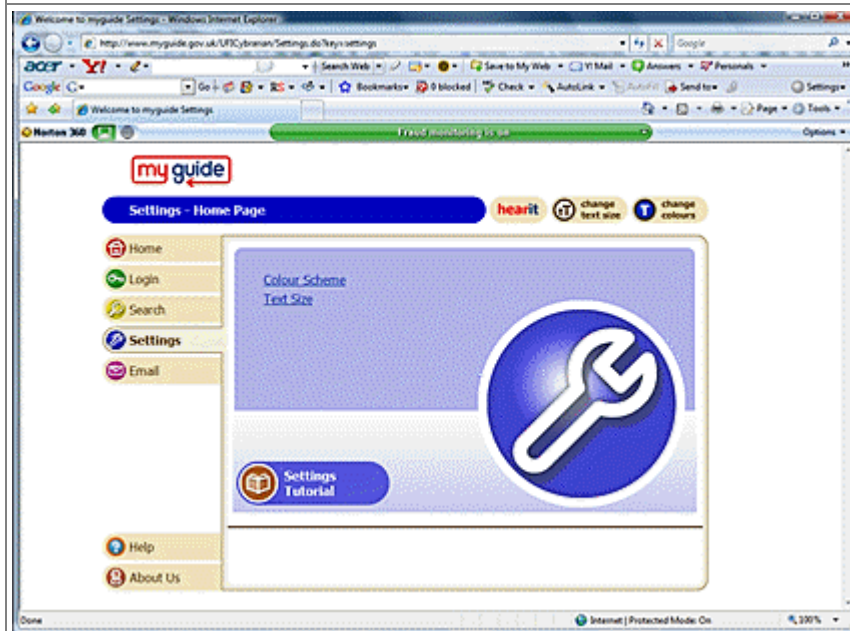 Welcome to myguide Settings - Windows Internet Explorer
http://www.myguide.gov.uk/UFICybrarian/Settings.do?key=settings
Google
acer Y! Search Web Save to My Web Y! Mail Answers Personals
Google Go Bookmarks 0 blocked Check AutoLink AutoFill Send to Settings
Welcome to myguide Settings Page Tools
Norton 360 Fraud monitoring is on Options
my guide
Settings - Home Page hearit change text size change colours
Home
Login
Search
Settings
Email
Colour Scheme
Text Size
Settings
Tutorial
Help
About Us
Done Internet | Protected Mode: On 100%